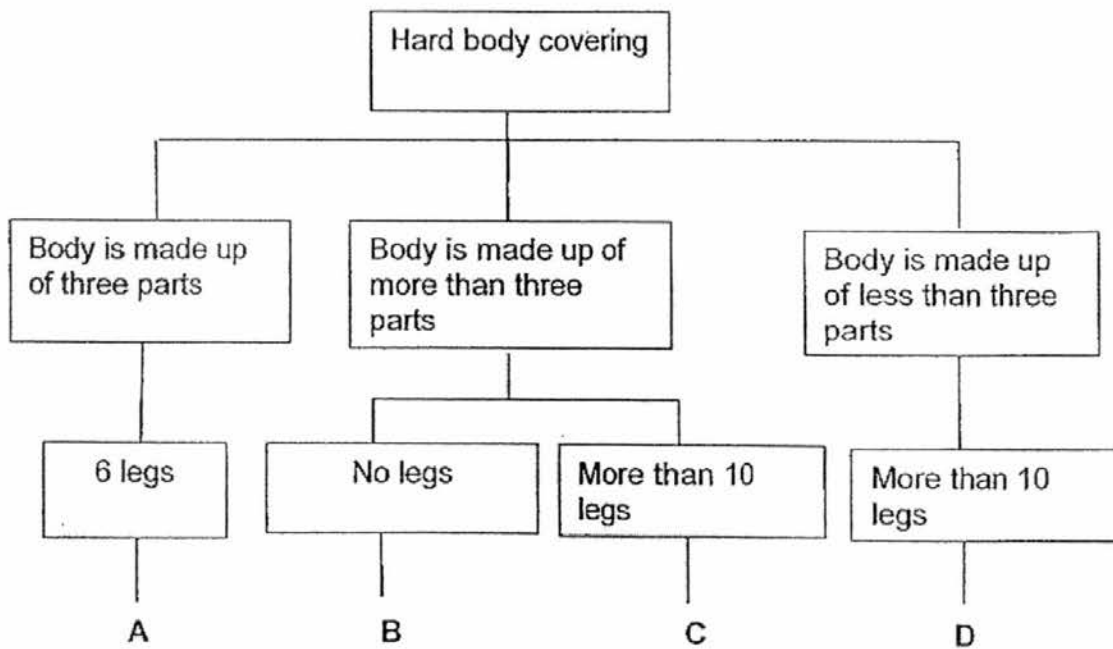 Hard body covering
Body is made up
of three parts
Body is made up of
more than three
parts
Body is made up
of less than three
parts
6 legs
No legs
More than 10
legs
More than 10
legs
A
B
C
D